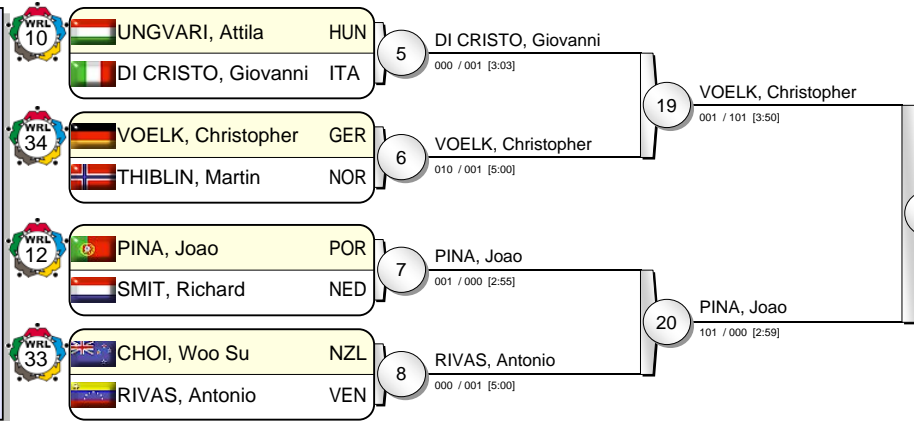 WRL
10
UNGVARI, Attila HUN
DI CRISTO, Giovanni ITA
5
DI CRISTO, Giovanni
000 / 001 [3:03]
19
VOELK, Christopher
001 / 101 [3:50]
WRL
34
VOELK, Christopher GER
THIBLIN, Martin NOR
6
VOELK, Christopher
010 / 001 [5:00]
WRL
12
PINA, Joao POR
SMIT, Richard NED
7
PINA, Joao
001 / 000 [2:55]
20
PINA, Joao
101 / 000 [2:59]
WRL
33
CHOI, Woo Su NZL
RIVAS, Antonio VEN
8
RIVAS, Antonio
000 / 001 [5:00]